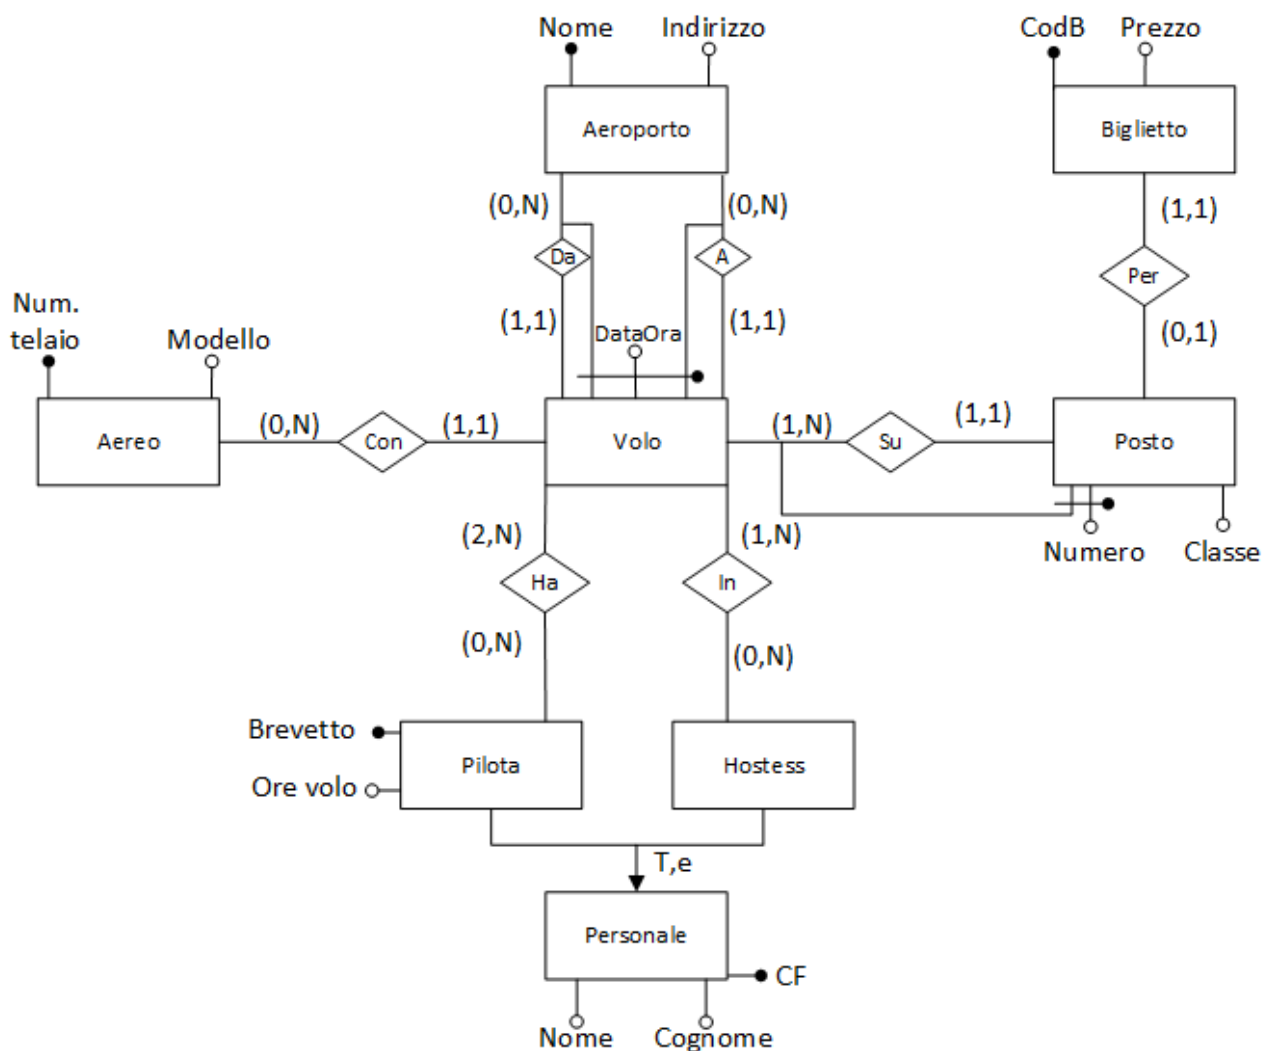 Nome Indirizzo CodB Prezzo
Aeroporto Biglietto
(0,N) (0,N) (1,1)
Da A Per
Num.
telaio Modello (1,1) DataOra (1,1) (0,1)
(0,N) (1,1) (1,N) (1,1)
Aereo Con Volo Su Posto
(2,N) (1,N) Numero Classe
Ha In
(0,N) (0,N)
Brevetto
Pilota Hostess
Ore volo
T,e
Personale
CF
Nome Cognome